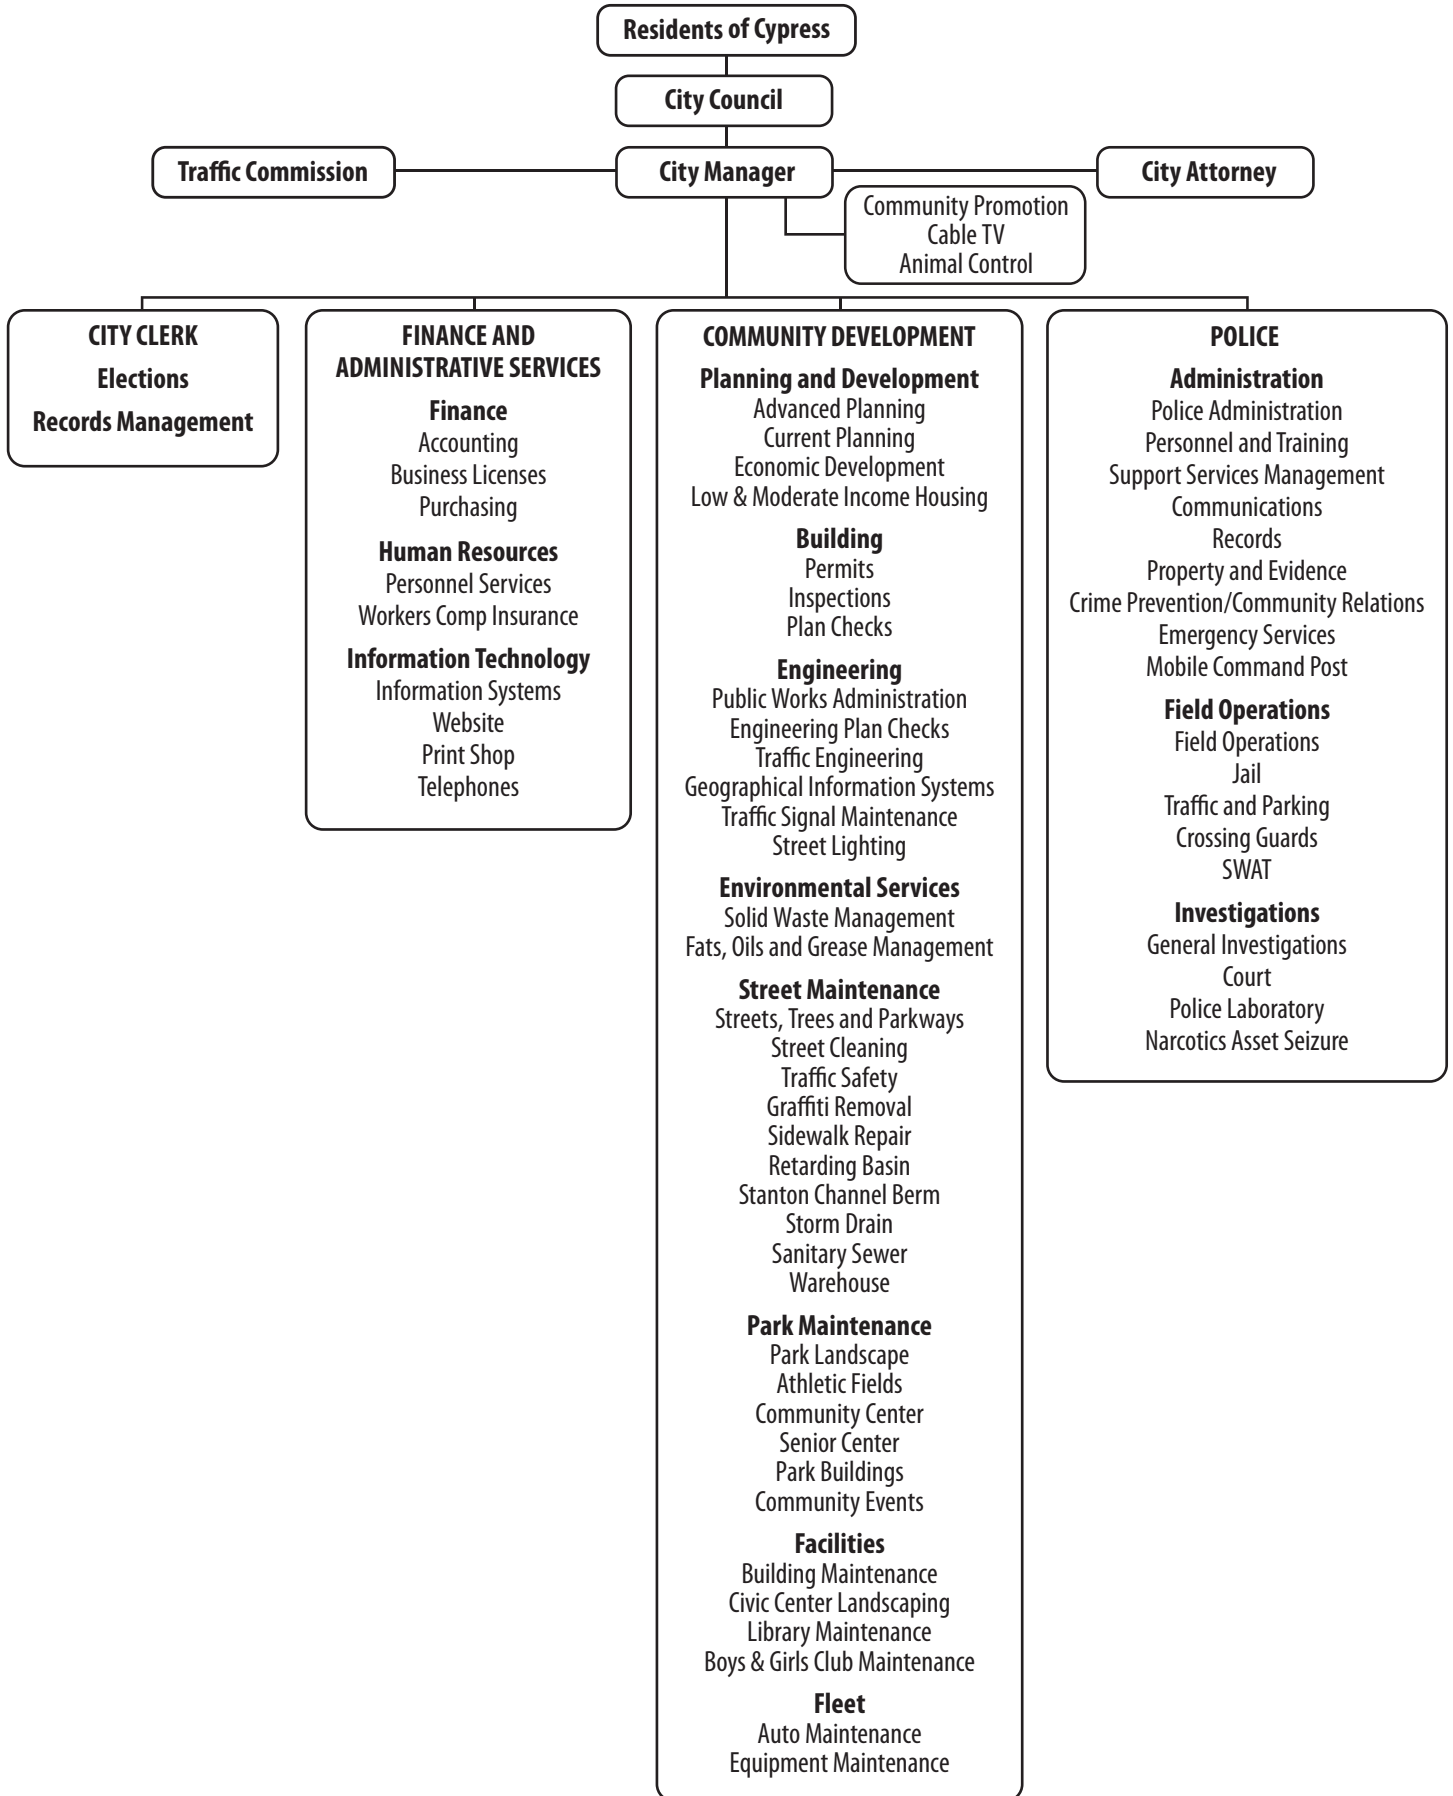 Residents of Cypress
City Council
Traffic Commission
City Manager
City Attorney
Community Promotion
Cable TV
Animal Control
CITY CLERK
Elections
Records Management
FINANCE AND
ADMINISTRATIVE SERVICES
Finance
Accounting
Business Licenses
Purchasing
Human Resources
Personnel Services
Workers Comp Insurance
Information Technology
Information Systems
Website
Print Shop
Telephones
COMMUNITY DEVELOPMENT
Planning and Development
Advanced Planning
Current Planning
Economic Development
Low & Moderate Income Housing
Building
Permits
Inspections
Plan Checks
Engineering
Public Works Administration
Engineering Plan Checks
Traffic Engineering
Geographical Information Systems
Traffic Signal Maintenance
Street Lighting
Environmental Services
Solid Waste Management
Fats, Oils and Grease Management
Street Maintenance
Streets, Trees and Parkways
Street Cleaning
Traffic Safety
Graffiti Removal
Sidewalk Repair
Retarding Basin
Stanton Channel Berm
Storm Drain
Sanitary Sewer
Warehouse
Park Maintenance
Park Landscape
Athletic Fields
Community Center
Senior Center
Park Buildings
Community Events
Facilities
Building Maintenance
Civic Center Landscaping
Library Maintenance
Boys & Girls Club Maintenance
Fleet
Auto Maintenance
Equipment Maintenance
POLICE
Administration
Police Administration
Personnel and Training
Support Services Management
Communications
Records
Property and Evidence
Crime Prevention/Community Relations
Emergency Services
Mobile Command Post
Field Operations
Field Operations
Jail
Traffic and Parking
Crossing Guards
SWAT
Investigations
General Investigations
Court
Police Laboratory
Narcotics Asset Seizure